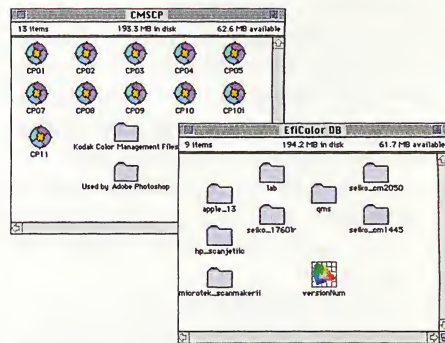 CMSCP
13 items 193.3 MB in disk 62.6 MB available
CP01 CP02 CP03 CP04 CP05
CP07 CP08 CP09 CP10 CP101
CP11 Kodak Color Management Files
Used by Adobe Photoshop
EfiColor DB
9 items 194.2 MB in disk 61.7 MB available
lab seiko_cm2050
apple_13 qms
seiko_17601r seiko_cm1445
hp_scanjetiic
microtek_scanmakerii versionNum